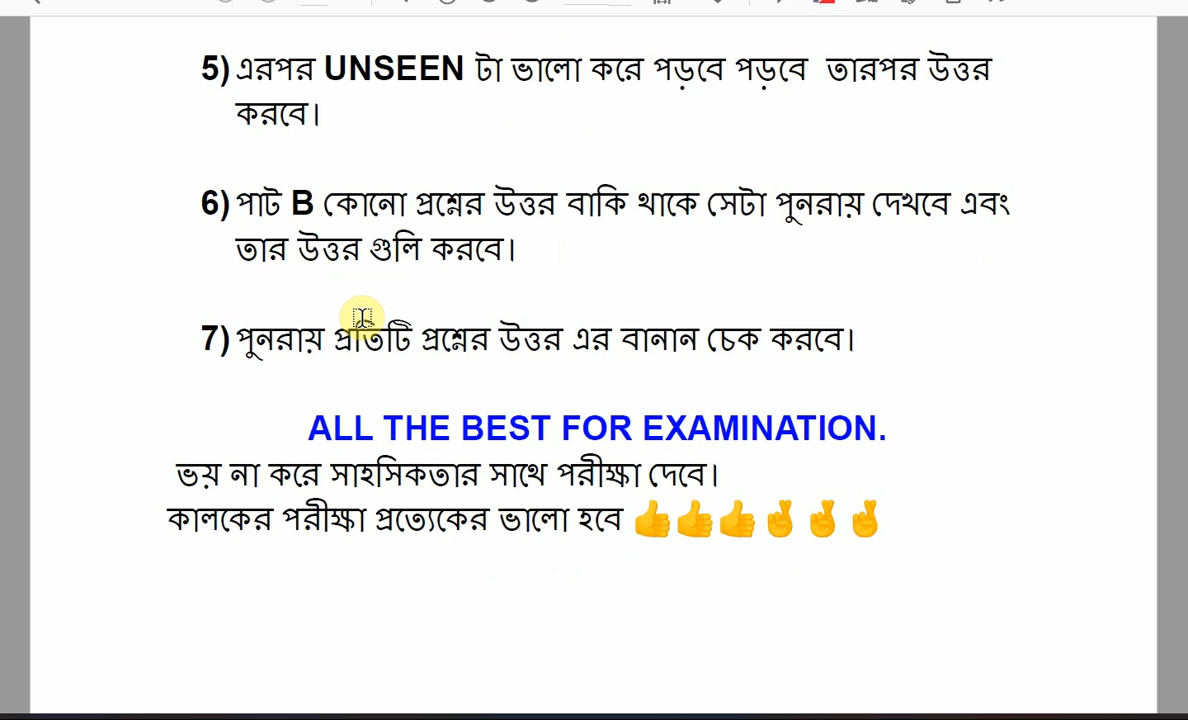 5) এরপর UNSEEN টা ভালো করে পড়বে পড়বে তারপর উত্তর
করবে।
6) পাট B কোনো প্রশ্নের উত্তর বাকি থাকে সেটা পুনরায় দেখবে এবং
তার উত্তর গুলি করবে।
7) পুনরায় প্রতিটি প্রশ্নের উত্তর এর বানান চেক করবে।
ALL THE BEST FOR EXAMINATION.
ভয় না করে সাহসিকতার সাথে পরীক্ষা দেবে।
কালকের পরীক্ষা প্রত্যেকের ভালো হবে 👍👍👍🤞🤞🤞